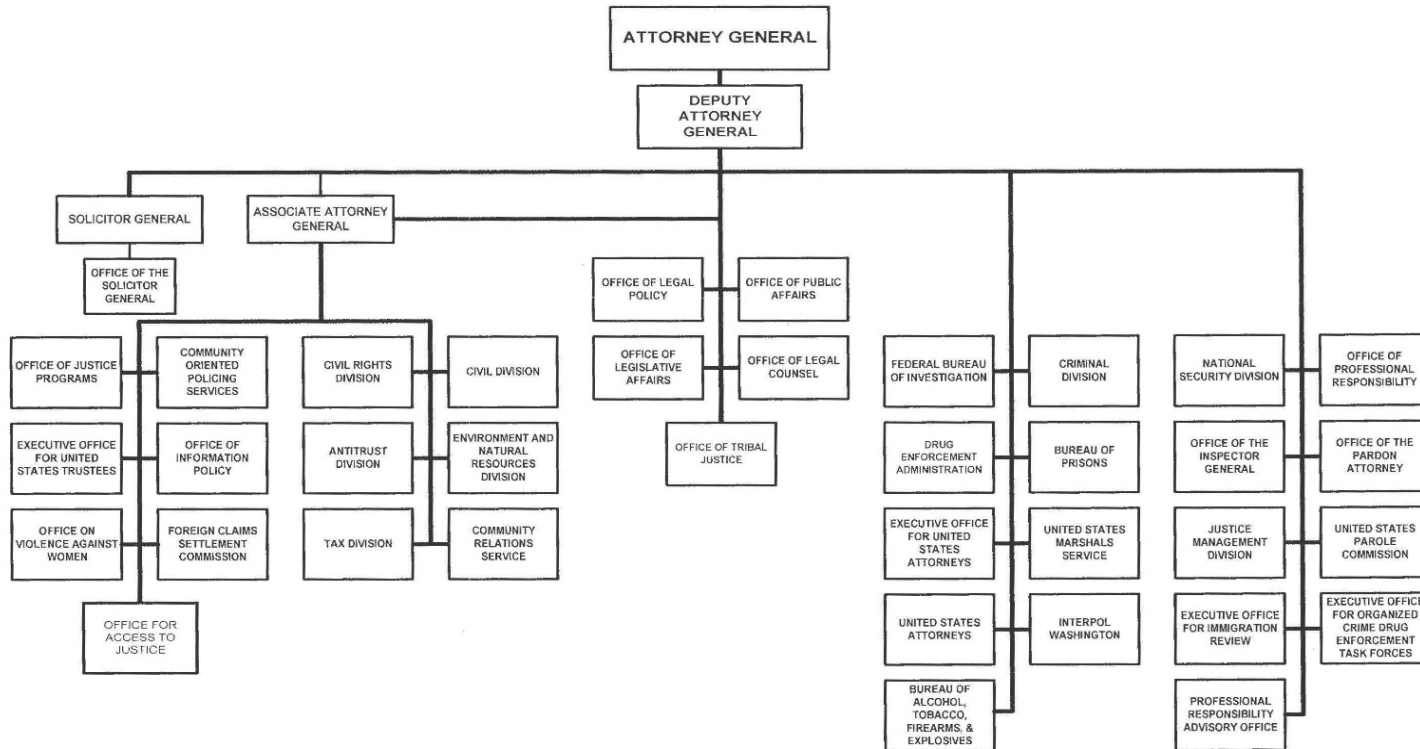 ATTORNEY GENERAL
DEPUTY
ATTORNEY
GENERAL
SOLICITOR GENERAL
ASSOCIATE ATTORNEY
GENERAL
OFFICE OF THE
SOLICITOR
GENERAL
OFFICE OF LEGAL
POLICY
OFFICE OF PUBLIC
AFFAIRS
OFFICE OF
LEGISLATIVE
AFFAIRS
OFFICE OF LEGAL
COUNSEL
OFFICE OF TRIBAL
JUSTICE
OFFICE OF JUSTICE
PROGRAMS
COMMUNITY
ORIENTED
POLICING
SERVICES
EXECUTIVE OFFICE
FOR UNITED
STATES TRUSTEES
OFFICE OF
INFORMATION
POLICY
OFFICE ON
VIOLENCE AGAINST
WOMEN
FOREIGN CLAIMS
SETTLEMENT
COMMISSION
OFFICE FOR
ACCESS TO
JUSTICE
CIVIL RIGHTS
DIVISION
CIVIL DIVISION
ANTITRUST
DIVISION
ENVIRONMENT AND
NATURAL
RESOURCES
DIVISION
TAX DIVISION
COMMUNITY
RELATIONS
SERVICE
FEDERAL BUREAU
OF INVESTIGATION
CRIMINAL
DIVISION
DRUG
ENFORCEMENT
ADMINISTRATION
BUREAU OF
PRISONS
EXECUTIVE OFFICE
FOR UNITED
STATES
ATTORNEYS
UNITED STATES
MARSHALS
SERVICE
UNITED STATES
ATTORNEYS
INTERPOL
WASHINGTON
BUREAU OF
ALCOHOL,
TOBACCO,
FIREARMS, &
EXPLOSIVES
NATIONAL
SECURITY DIVISION
OFFICE OF
PROFESSIONAL
RESPONSIBILITY
OFFICE OF THE
INSPECTOR
GENERAL
OFFICE OF THE
PARDON
ATTORNEY
JUSTICE
MANAGEMENT
DIVISION
UNITED STATES
PAROLE
COMMISSION
EXECUTIVE OFFICE
FOR IMMIGRATION
REVIEW
EXECUTIVE OFFICE
FOR ORGANIZED
CRIME DRUG
ENFORCEMENT
TASK FORCES
PROFESSIONAL
RESPONSIBILITY
ADVISORY OFFICE